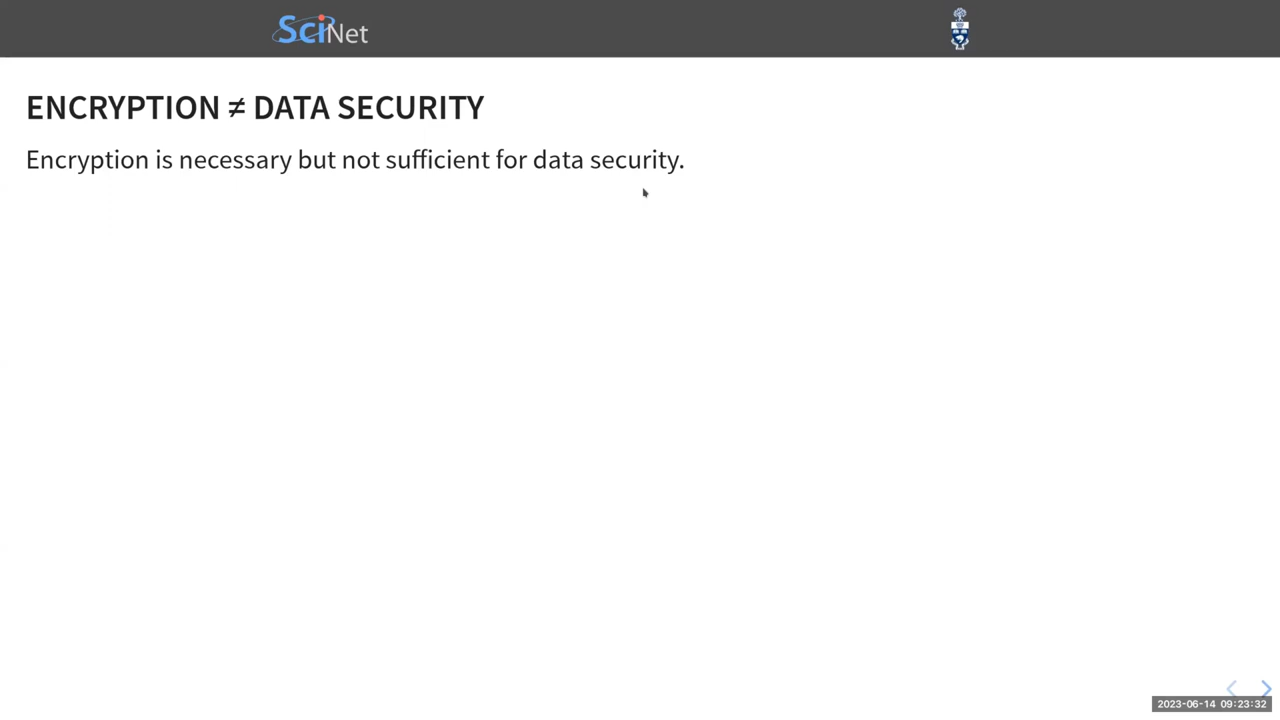 SciNet
ENCRYPTION ≠ DATA SECURITY
Encryption is necessary but not sufficient for data security.
2023-06-14 09:23:32